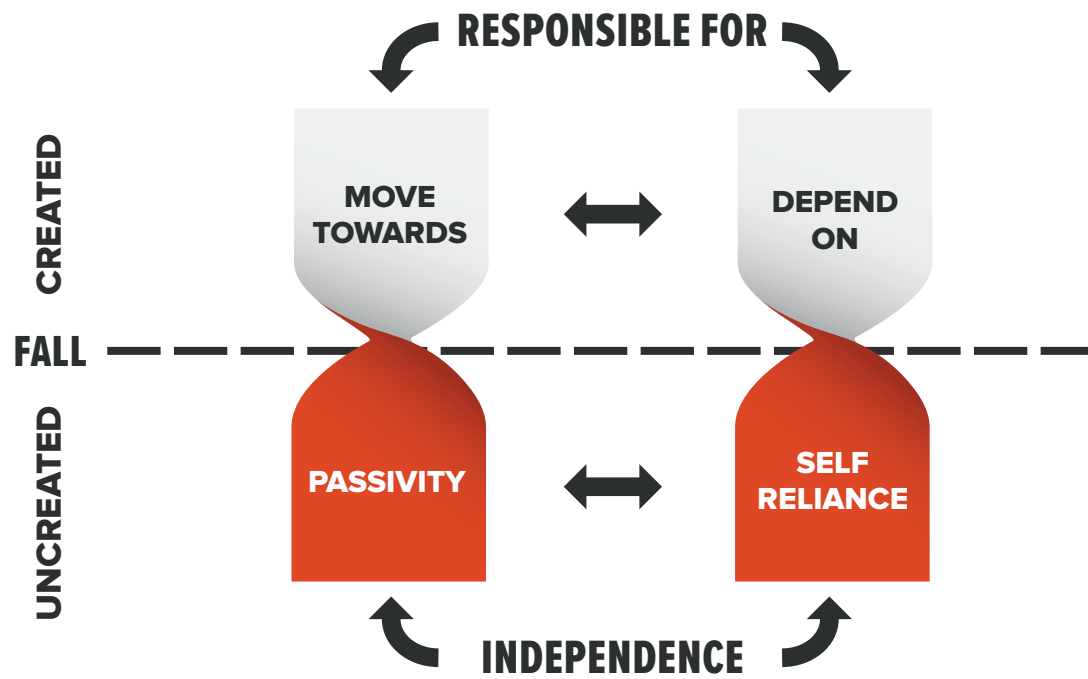 RESPONSIBLE FOR
CREATED
MOVE
TOWARDS
DEPEND
ON
FALL
UNCREATED
PASSIVITY
SELF
RELIANCE
INDEPENDENCE